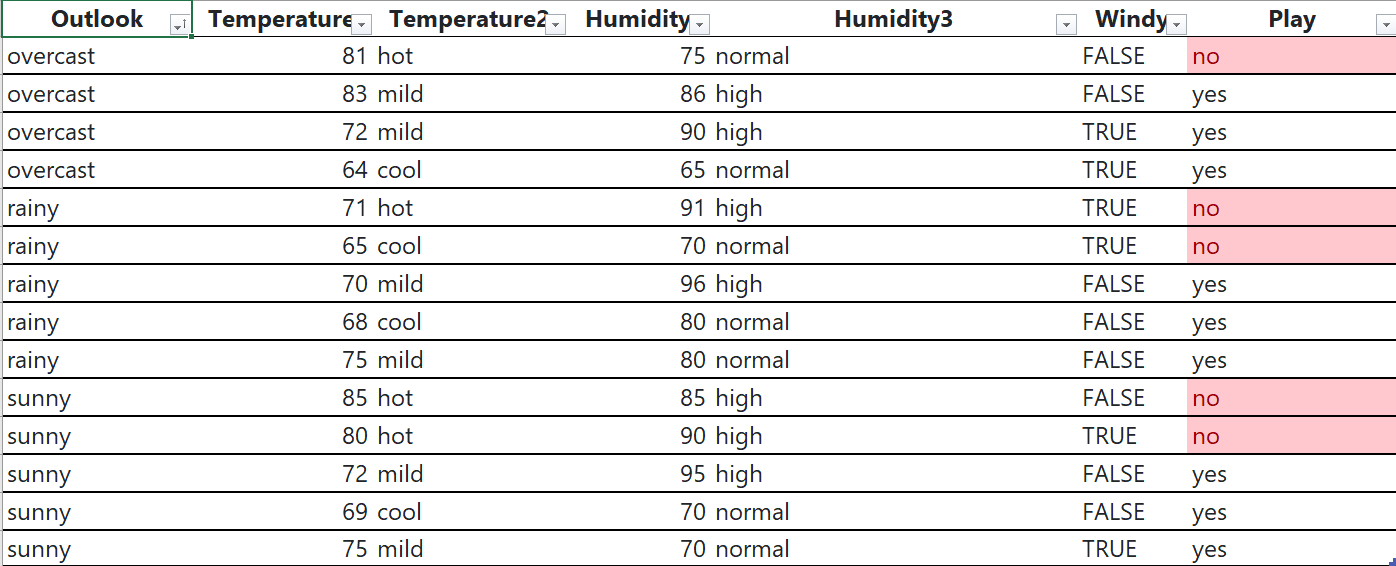 Outlook Temperature Temperature2 Humidity Humidity3 Windy Play
overcast 81 hot 75 normal FALSE no
overcast 83 mild 86 high FALSE yes
overcast 72 mild 90 high TRUE yes
overcast 64 cool 65 normal TRUE yes
rainy 71 hot 91 high TRUE no
rainy 65 cool 70 normal TRUE no
rainy 70 mild 96 high FALSE yes
rainy 68 cool 80 normal FALSE yes
rainy 75 mild 80 normal FALSE yes
sunny 85 hot 85 high FALSE no
sunny 80 hot 90 high TRUE no
sunny 72 mild 95 high FALSE yes
sunny 69 cool 70 normal FALSE yes
sunny 75 mild 70 normal TRUE yes